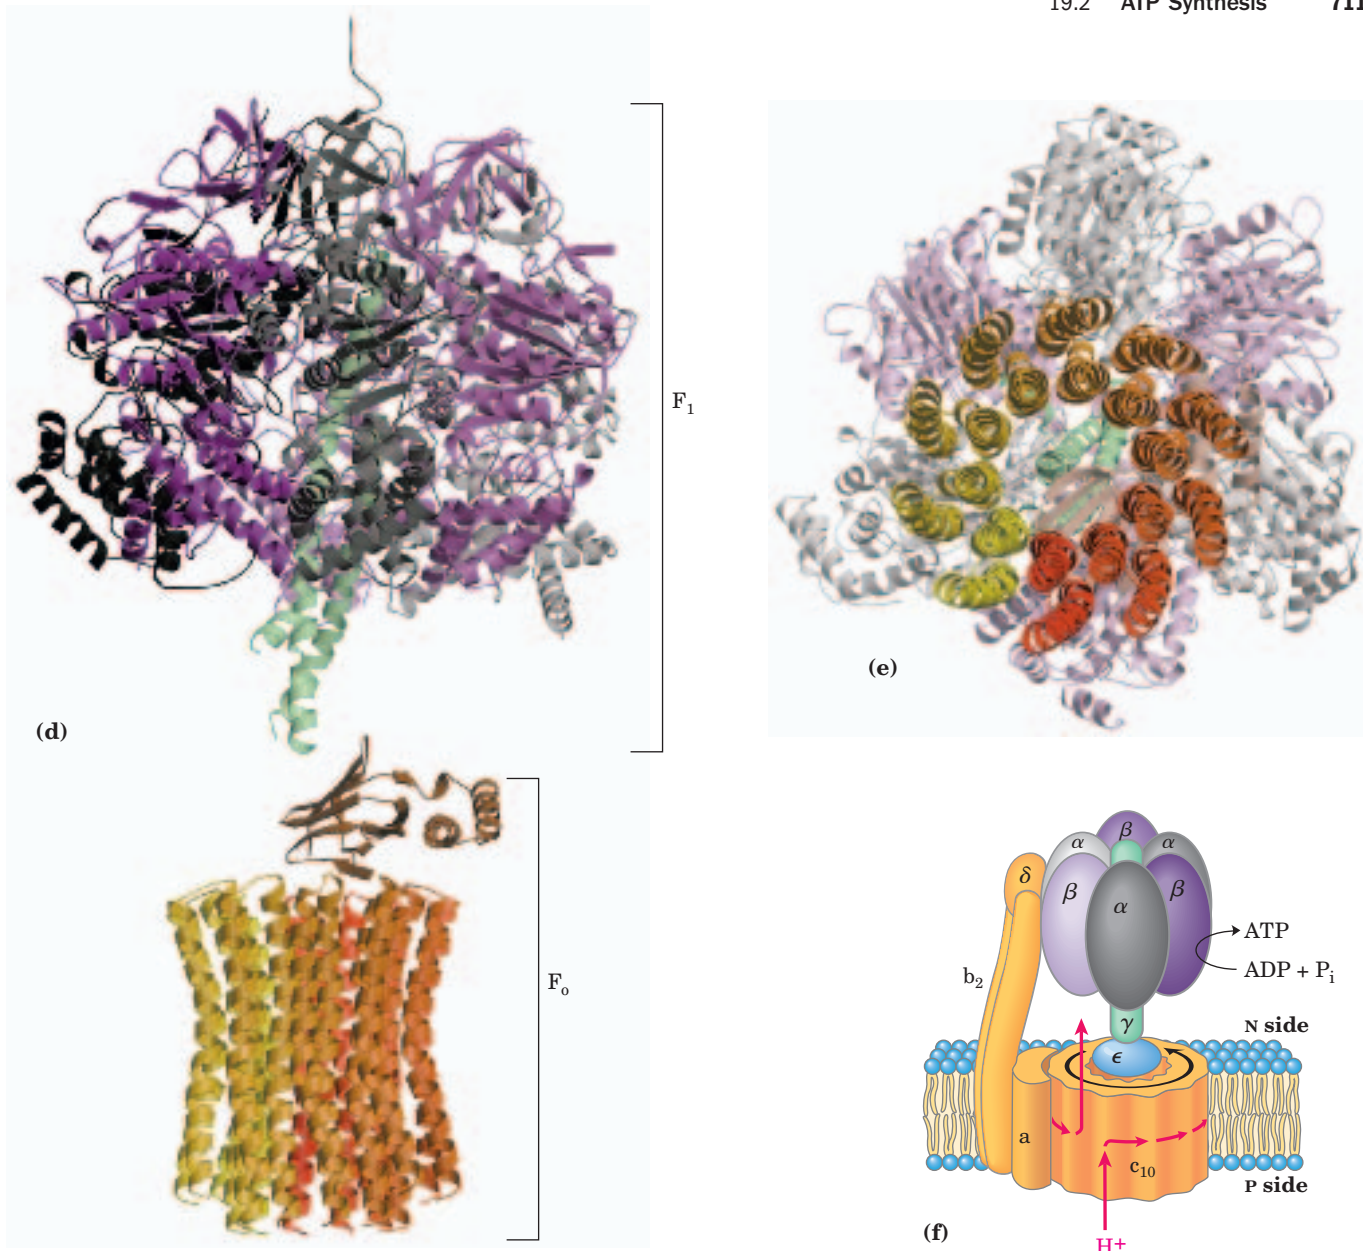 19.2 ATP Synthesis 711
F₁
(d)
Fₒ
(e)
β
α
α
δ
β
β
α
ATP
b₂
ADP + Pᵢ
γ
N side
ϵ
a
c₁₀
P side
(f)
H⁺